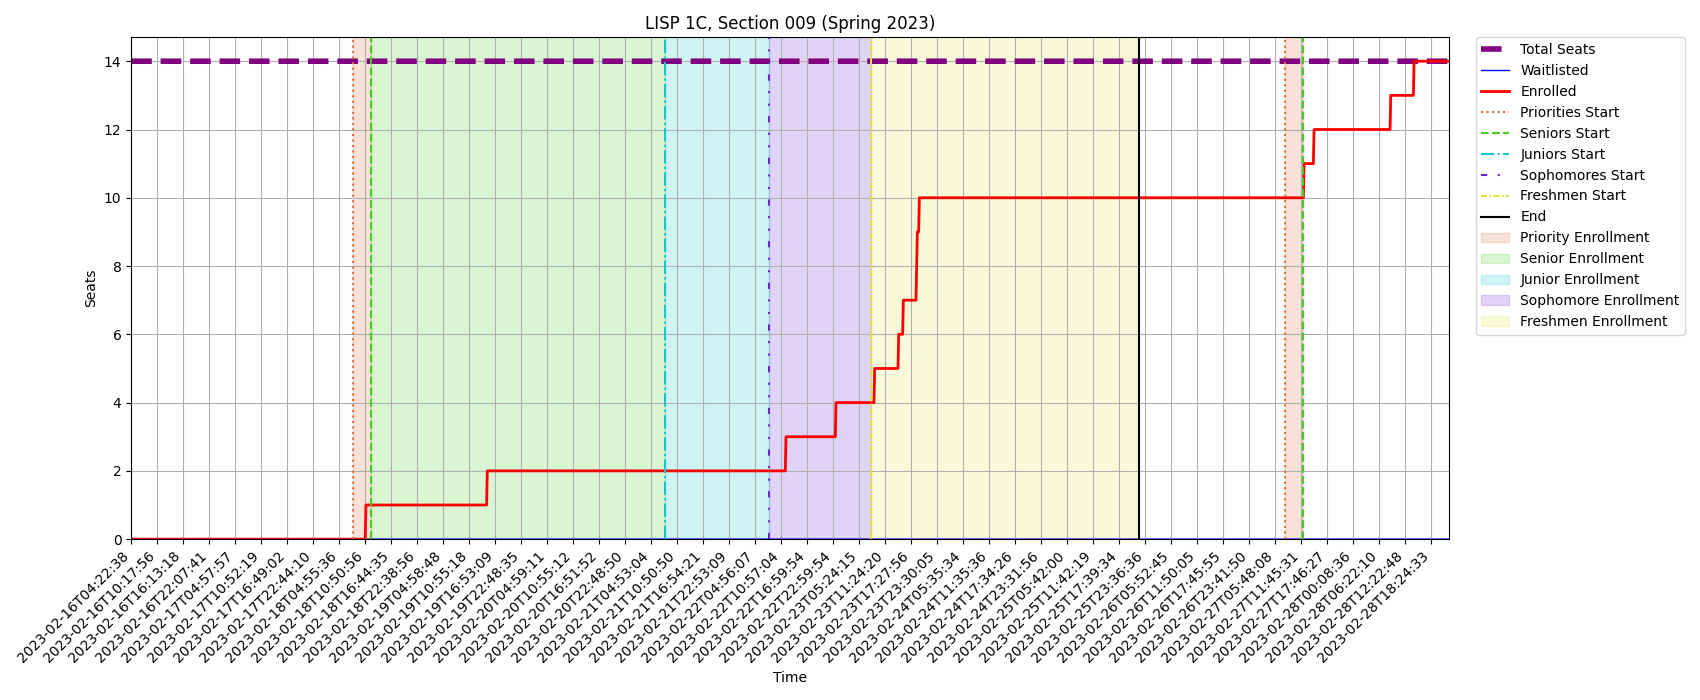 LISP 1C, Section 009 (Spring 2023)
Seats
14
12
10
8
6
4
2
0
2023-02-16T04:22:38
2023-02-16T10:17:56
2023-02-16T16:13:18
2023-02-16T22:07:41
2023-02-17T04:57:57
2023-02-17T10:52:19
2023-02-17T16:49:02
2023-02-17T22:44:10
2023-02-18T04:55:36
2023-02-18T10:50:56
2023-02-18T16:44:35
2023-02-18T22:38:56
2023-02-19T04:58:48
2023-02-19T10:55:18
2023-02-19T16:53:09
2023-02-19T22:48:35
2023-02-20T04:59:11
2023-02-20T10:55:12
2023-02-20T16:51:52
2023-02-20T22:48:50
2023-02-21T04:53:04
2023-02-21T10:50:50
2023-02-21T16:54:21
2023-02-21T22:53:09
2023-02-22T04:56:07
2023-02-22T10:57:04
2023-02-22T16:59:54
2023-02-22T22:59:54
2023-02-23T05:24:15
2023-02-23T11:24:20
2023-02-23T17:27:56
2023-02-23T23:30:05
2023-02-24T05:35:34
2023-02-24T11:35:36
2023-02-24T17:34:26
2023-02-24T23:31:56
2023-02-25T05:42:00
2023-02-25T11:42:19
2023-02-25T17:39:34
2023-02-25T23:36:36
2023-02-26T05:52:45
2023-02-26T11:50:05
2023-02-26T17:45:55
2023-02-26T23:41:50
2023-02-27T05:48:08
2023-02-27T11:45:31
2023-02-27T17:46:27
2023-02-28T00:08:36
2023-02-28T06:22:10
2023-02-28T12:22:48
2023-02-28T18:24:33
Time
Total Seats
Waitlisted
Enrolled
Priorities Start
Seniors Start
Juniors Start
Sophomores Start
Freshmen Start
End
Priority Enrollment
Senior Enrollment
Junior Enrollment
Sophomore Enrollment
Freshmen Enrollment